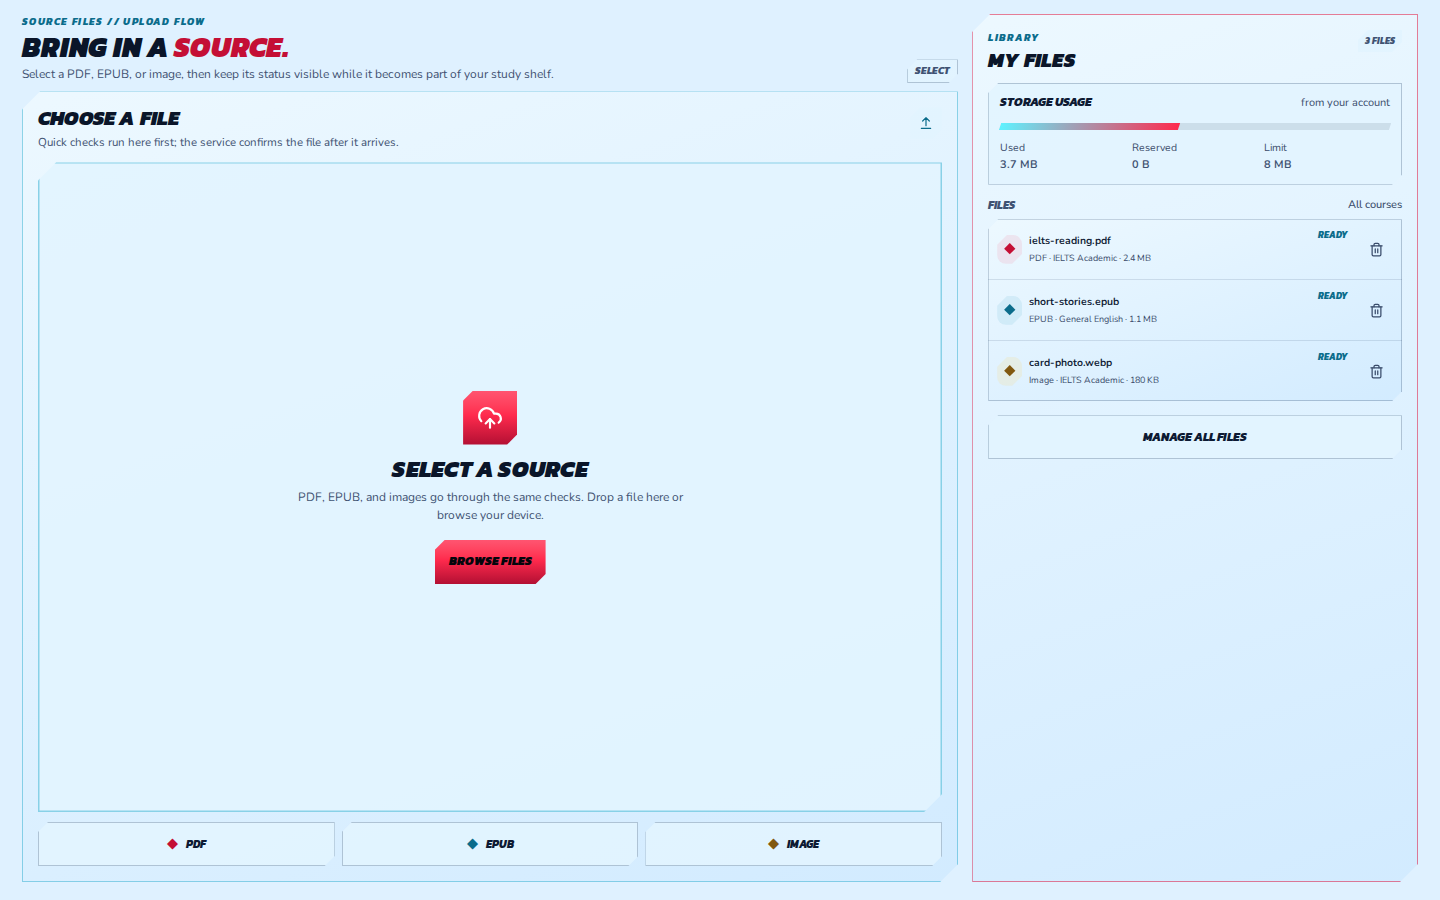 SOURCE FILES // UPLOAD FLOW
BRING IN A SOURCE.
Select a PDF, EPUB, or image, then keep its status visible while it becomes part of your study shelf.
SELECT
CHOOSE A FILE
Quick checks run here first; the service confirms the file after it arrives.
SELECT A SOURCE
PDF, EPUB, and images go through the same checks. Drop a file here or
browse your device.
BROWSE FILES
PDF
EPUB
IMAGE
LIBRARY
3 FILES
MY FILES
STORAGE USAGE
from your account
Used
Reserved
Limit
3.7 MB
0 B
8 MB
FILES
All courses
ielts-reading.pdf
READY
PDF · IELTS Academic · 2.4 MB
short-stories.epub
READY
EPUB · General English · 1.1 MB
card-photo.webp
READY
Image · IELTS Academic · 180 KB
MANAGE ALL FILES